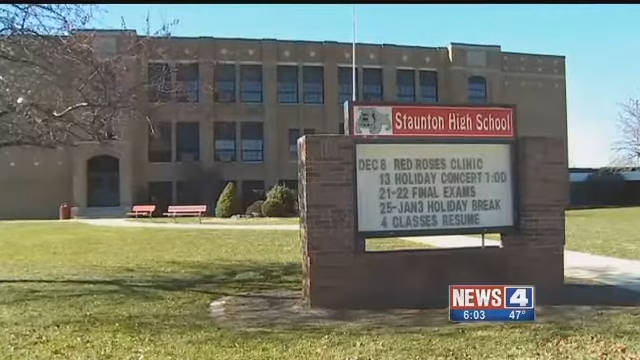 Staunton High School
DEC 8 RED ROSES CLINIC
13 HOLIDAY CONCERT 7:00
21-22 FINAL EXAMS
25-JAN3 HOLIDAY BREAK
4 CLASSES RESUME
NEWS 4
6:03 47°